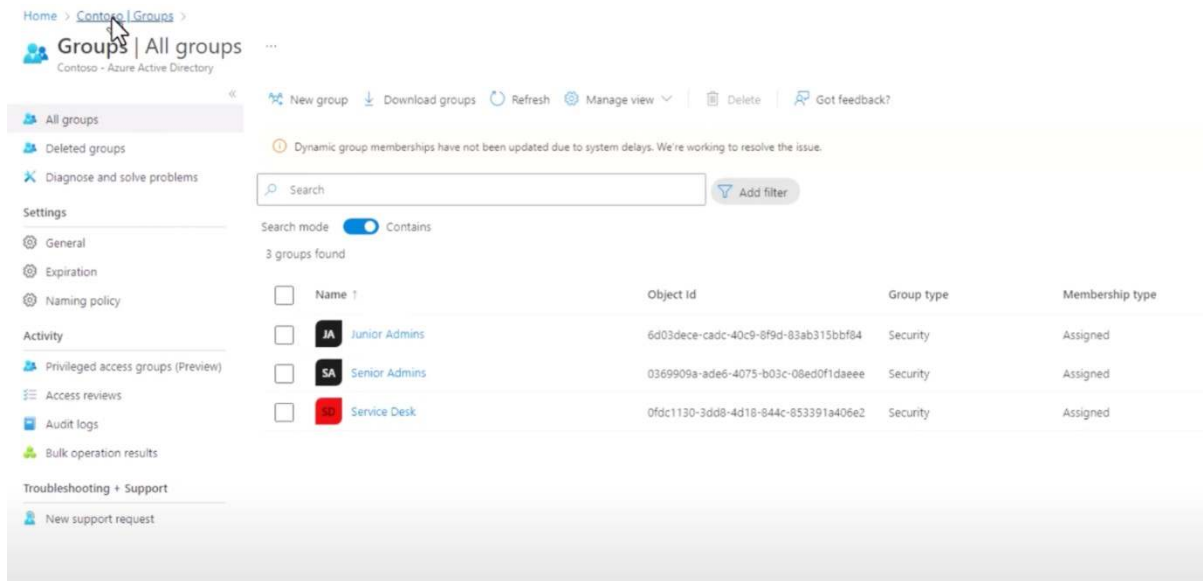 Home > Contoso | Groups >
Groups | All groups ...
Contoso - Azure Active Directory
«
All groups
Deleted groups
Diagnose and solve problems
Settings
General
Expiration
Naming policy
Activity
Privileged access groups (Preview)
Access reviews
Audit logs
Bulk operation results
Troubleshooting + Support
New support request
New group Download groups Refresh Manage view Delete Got feedback?
Dynamic group memberships have not been updated due to system delays. We're working to resolve the issue.
Search Add filter
Search mode Contains
3 groups found
Name ↑ Object Id Group type Membership type
JA Junior Admins 6d03dece-cadc-40c9-8f9d-83ab315bbf84 Security Assigned
SA Senior Admins 0369909a-ade6-4075-b03c-08ed0f1daeee Security Assigned
SD Service Desk 0fdc1130-3dd8-4d18-844c-853391a406e2 Security Assigned